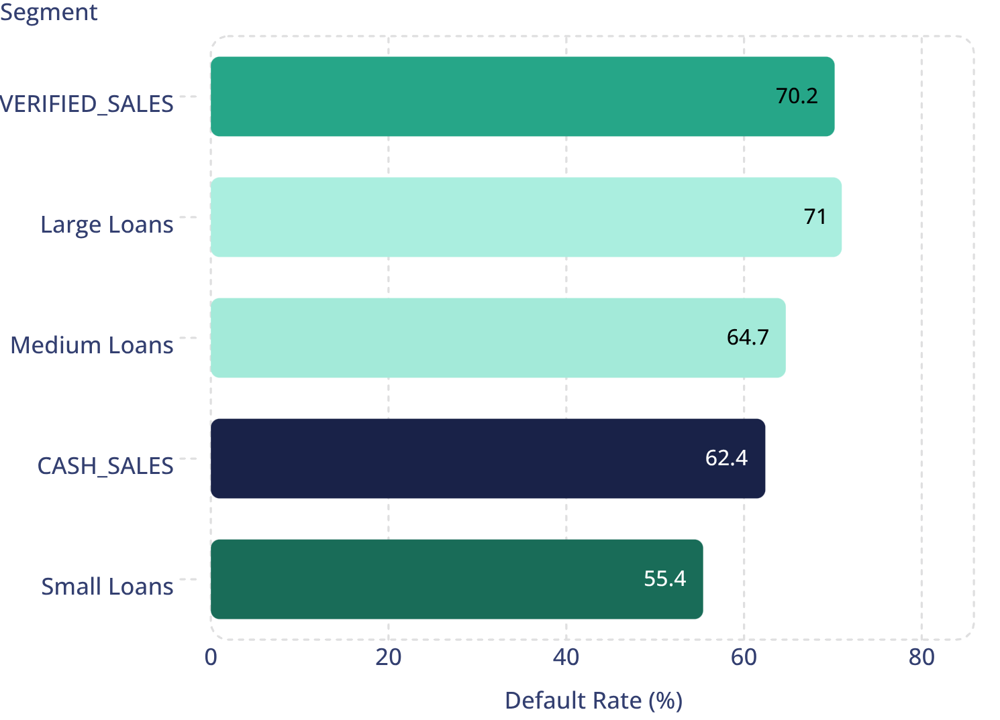 Segment
VERIFIED_SALES
70.2
Large Loans
71
Medium Loans
64.7
CASH_SALES
62.4
Small Loans
55.4
0 20 40 60 80
Default Rate (%)